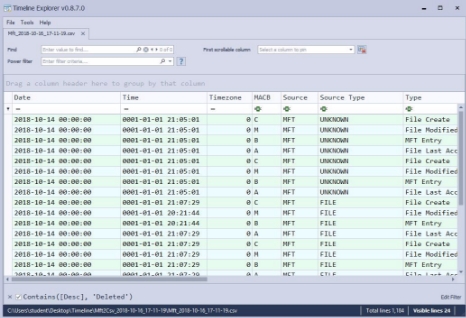 Timeline Explorer v0.8.7.0
File Tools Help
Mft_2018-10-16_17-11-19.csv ×
Find Enter value to find... 0 of 0 First scrollable column Select a column to pin
Power filter Enter filter criteria... ?
Drag a column header here to group by that column
Date Time Timezone MACB Source Source Type Type
2018-10-14 00:00:00 0001-01-01 21:05:01 0 C MFT UNKNOWN File Create
2018-10-14 00:00:00 0001-01-01 21:05:01 0 M MFT UNKNOWN File Modified
2018-10-14 00:00:00 0001-01-01 21:05:01 0 B MFT UNKNOWN MFT Entry
2018-10-14 00:00:00 0001-01-01 21:05:01 0 A MFT UNKNOWN File Last Acc
2018-10-14 00:00:00 0001-01-01 21:05:01 0 C MFT UNKNOWN File Create
2018-10-14 00:00:00 0001-01-01 21:05:01 0 M MFT UNKNOWN File Modified
2018-10-14 00:00:00 0001-01-01 21:05:01 0 B MFT UNKNOWN MFT Entry
2018-10-14 00:00:00 0001-01-01 21:05:01 0 A MFT UNKNOWN File Last Acc
2018-10-14 00:00:00 0001-01-01 21:07:29 0 C MFT FILE File Create
2018-10-14 00:00:00 0001-01-01 20:21:44 0 M MFT FILE File Modified
2018-10-14 00:00:00 0001-01-01 20:21:44 0 B MFT FILE MFT Entry
2018-10-14 00:00:00 0001-01-01 21:07:29 0 A MFT FILE File Last Acc
2018-10-14 00:00:00 0001-01-01 21:07:29 0 C MFT FILE File Create
2018-10-14 00:00:00 0001-01-01 21:07:29 0 M MFT FILE File Modified
2018-10-14 00:00:00 0001-01-01 21:07:29 0 B MFT FILE MFT Entry
2018-10-14 00:00:00 0001-01-01 21:07:29 0 A MFT FILE File Last Acc
× Contains([Desc], 'Deleted') Edit Filter
C:\Users\student\Desktop\Timeline\Mft2Csv_2018-10-16_17-11-19\Mft_2018-10-16_17-11-19.csv Total lines 1,184 Visible lines 24